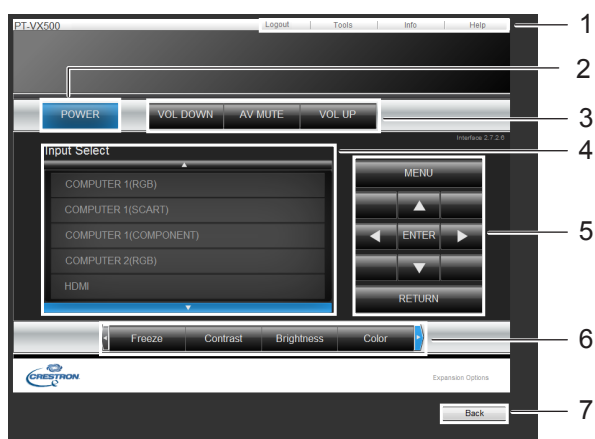 PT-VX500 Logout Tools Info Help 1
2
POWER VOL DOWN AV MUTE VOL UP 3
Interface 2.7.2.6
Input Select 4
COMPUTER 1(RGB)
COMPUTER 1(SCART)
COMPUTER 1(COMPONENT)
COMPUTER 2(RGB)
HDMI
MENU
ENTER 5
RETURN
Freeze Contrast Brightness Color 6
CRESTRON Expansion Options
Back 7